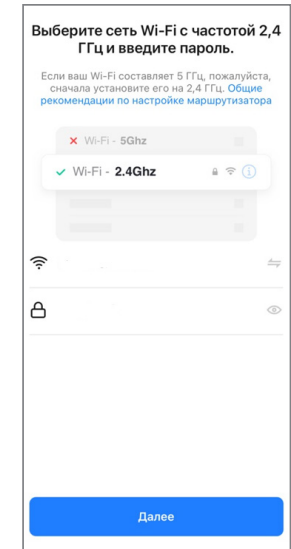 Выберите сеть Wi-Fi с частотой 2,4
ГГц и введите пароль.
Если ваш Wi-Fi составляет 5 ГГц, пожалуйста,
сначала установите его на 2,4 ГГц. Общие
рекомендации по настройке маршрутизатора
Wi-Fi - 5Ghz
Wi-Fi - 2.4Ghz
Далее